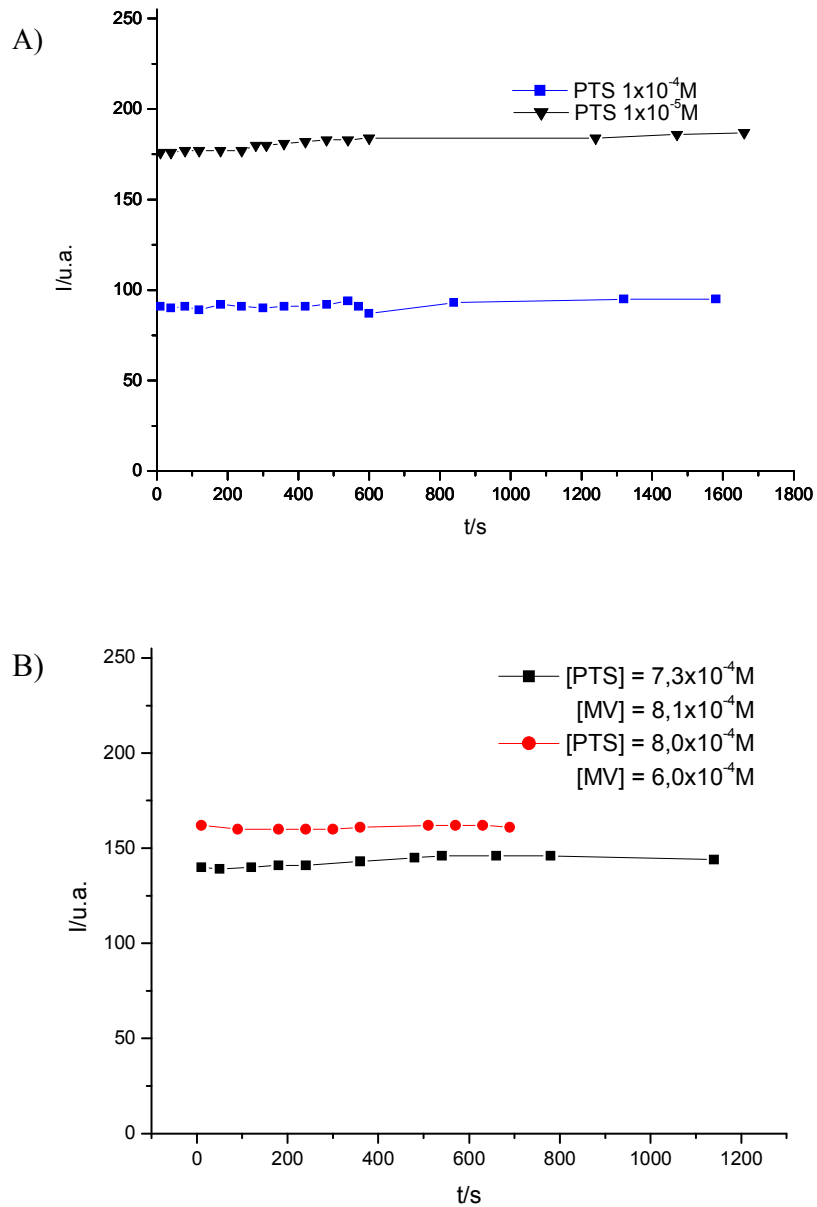 A)
250
200
150
100
50
0
I/u.a.
PTS 1x10⁻⁴M
PTS 1x10⁻⁵M
0 200 400 600 800 1000 1200 1400 1600 1800
t/s
B)
250
200
150
100
50
0
I/u.a.
[PTS] = 7,3x10⁻⁴M
[MV] = 8,1x10⁻⁴M
[PTS] = 8,0x10⁻⁴M
[MV] = 6,0x10⁻⁴M
0 200 400 600 800 1000 1200
t/s